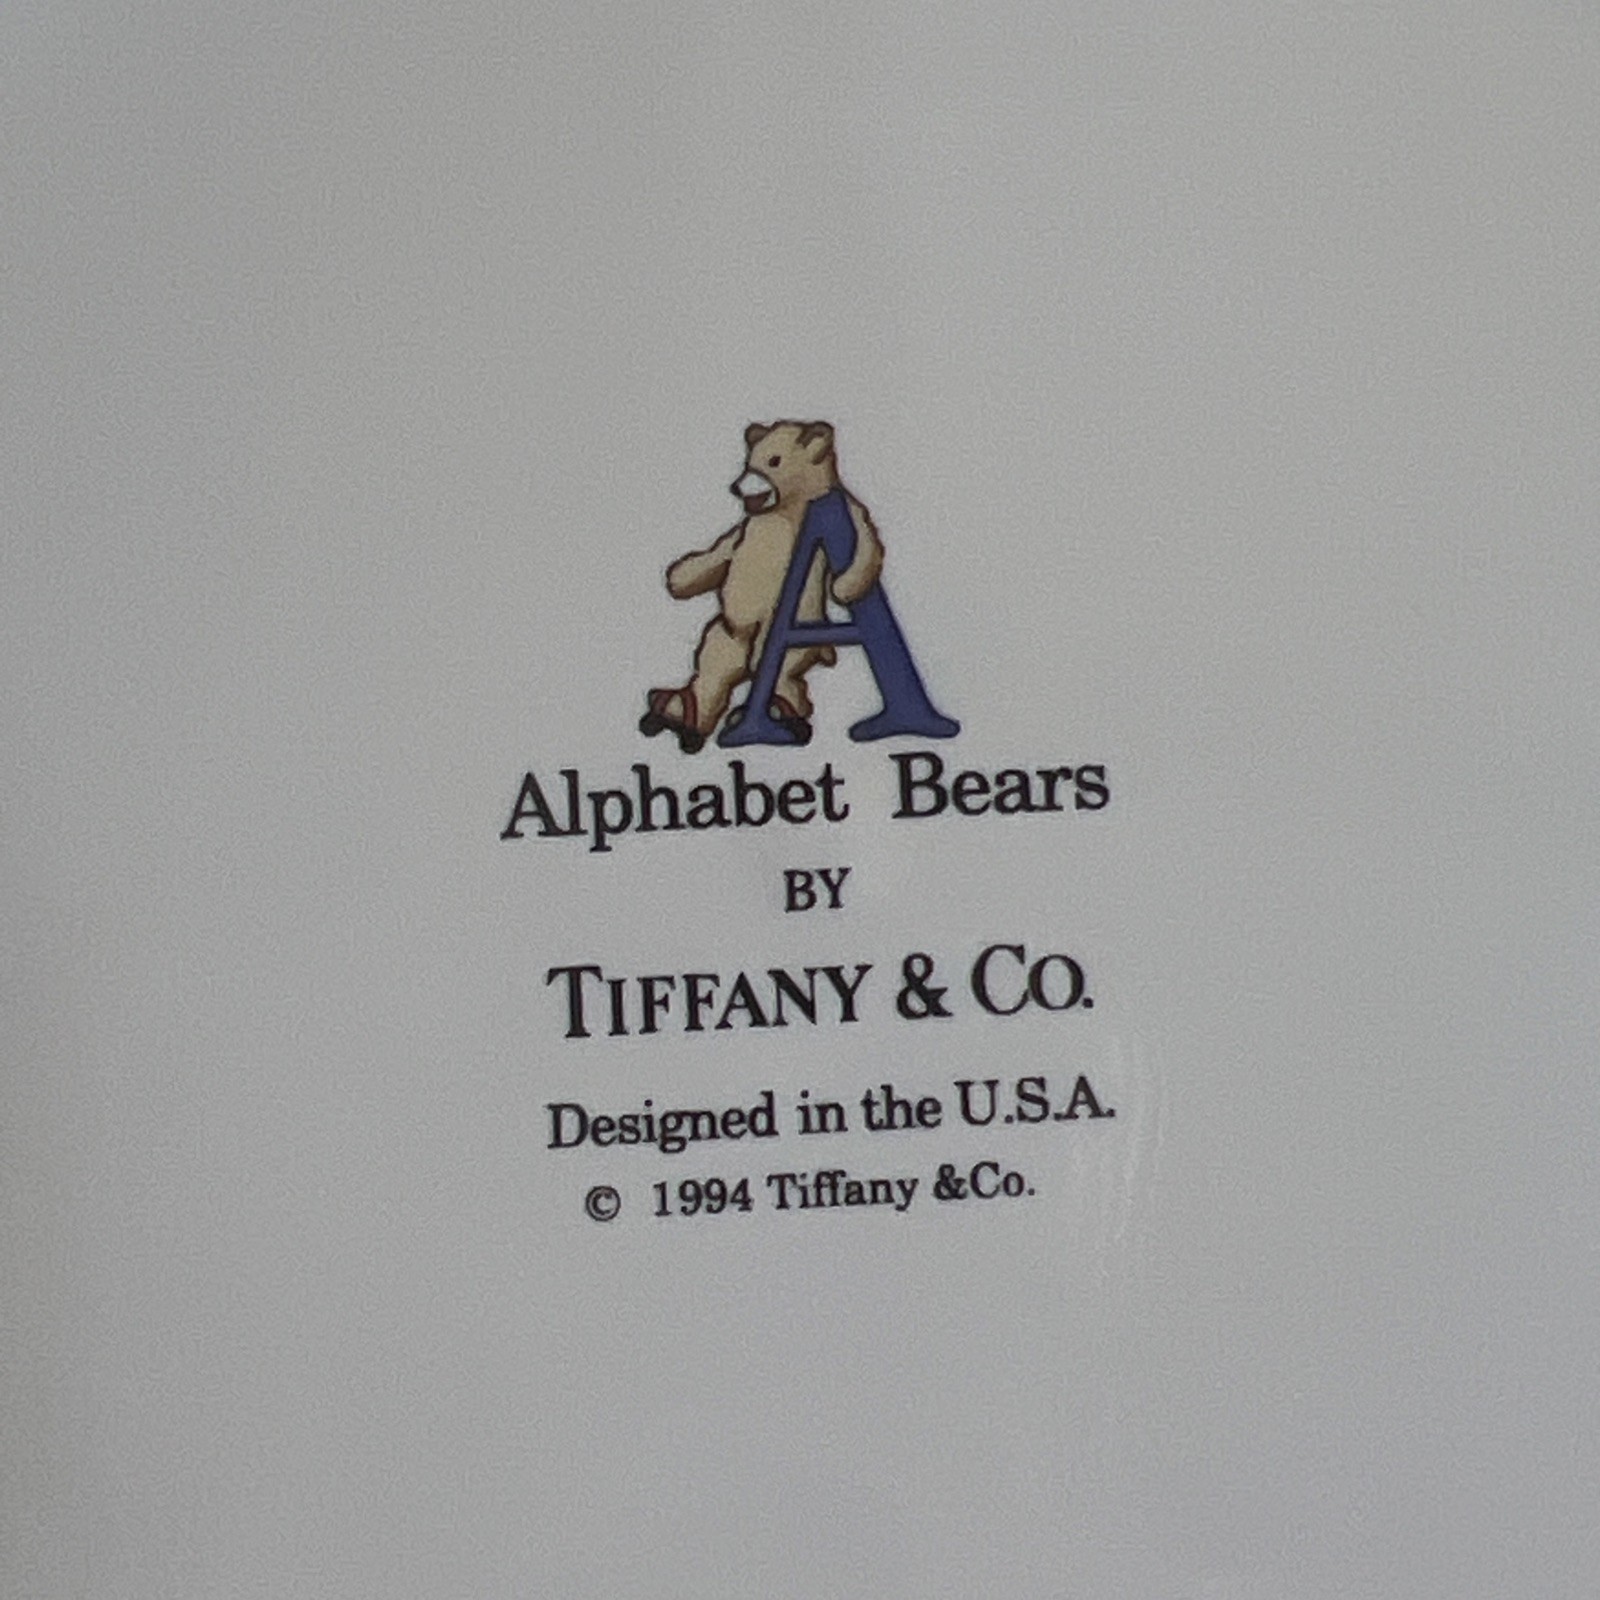 A
Alphabet Bears
BY
TIFFANY & CO.
Designed in the U.S.A.
© 1994 Tiffany &Co.